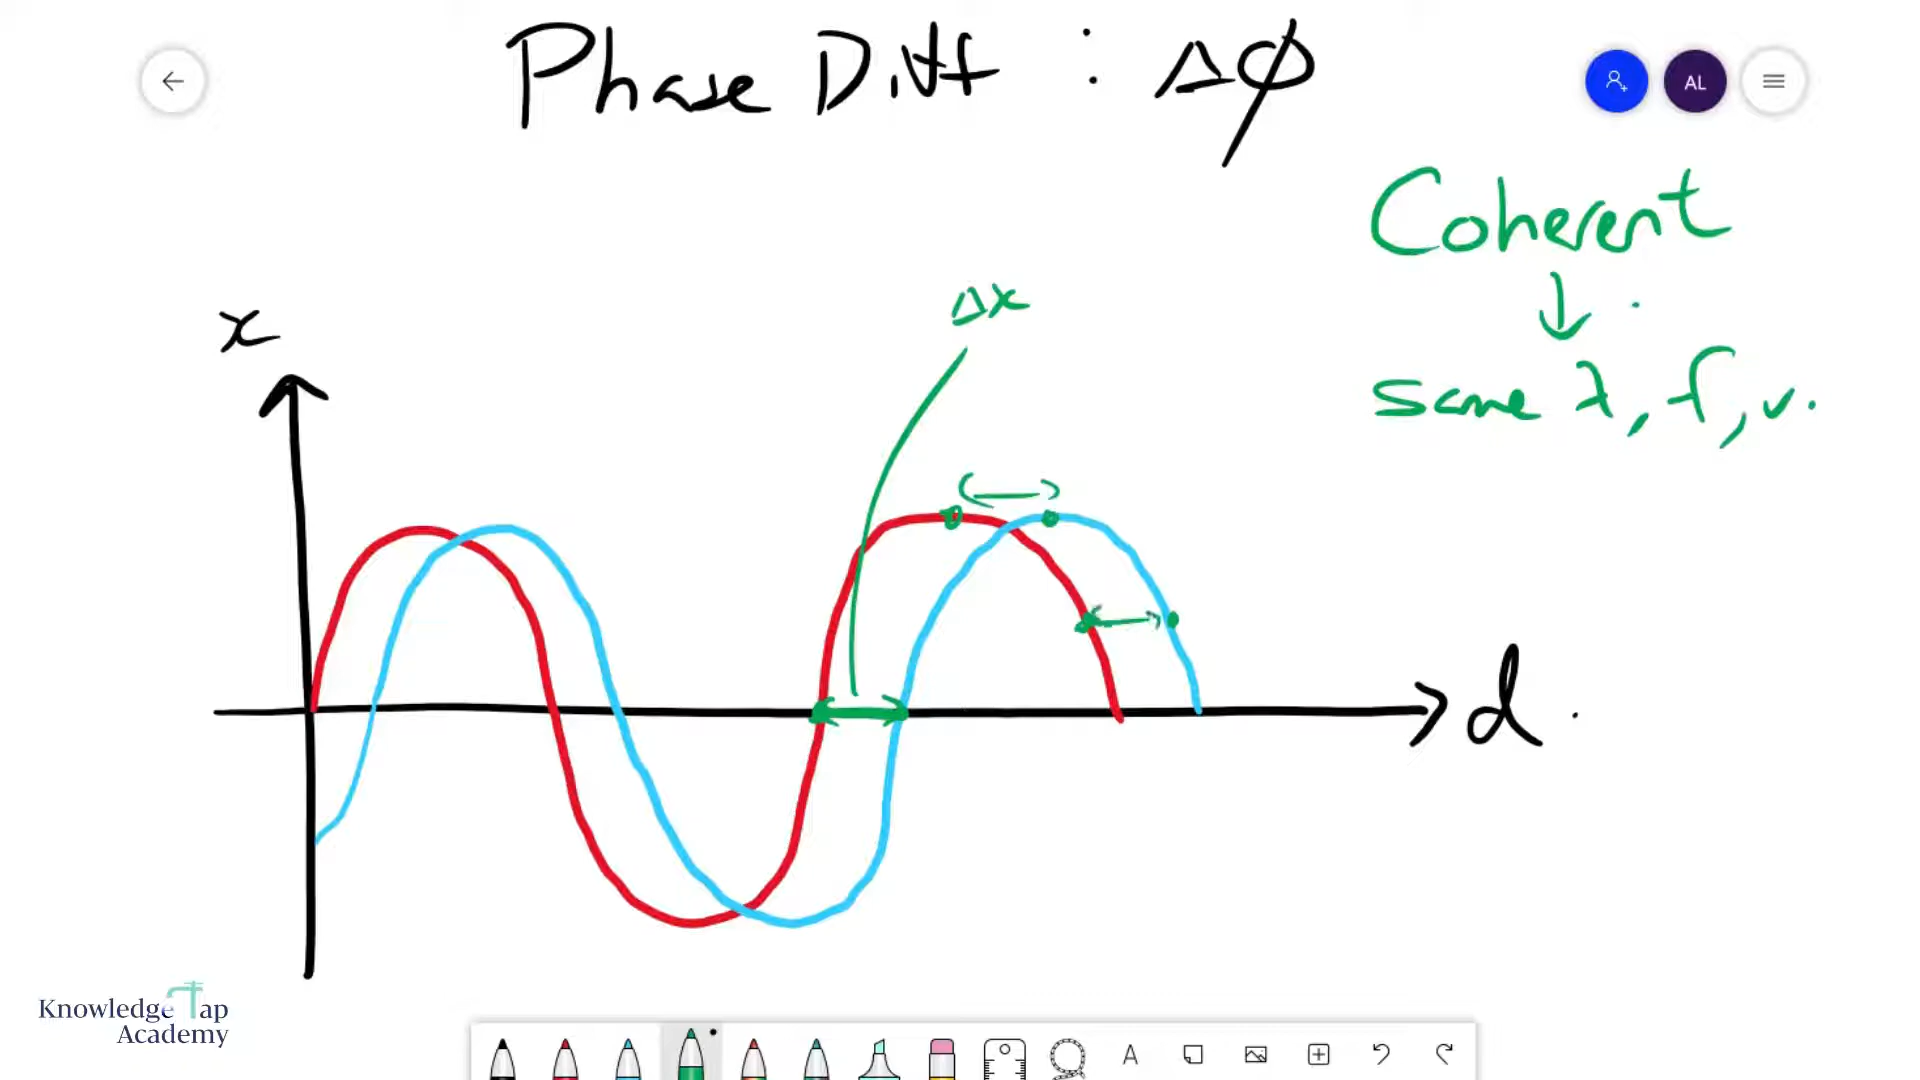 Phase Diff : Δϕ
AL
Coherent
↓
same λ, f, v.
Δx
x
d.
Knowledge Tap
Academy
A